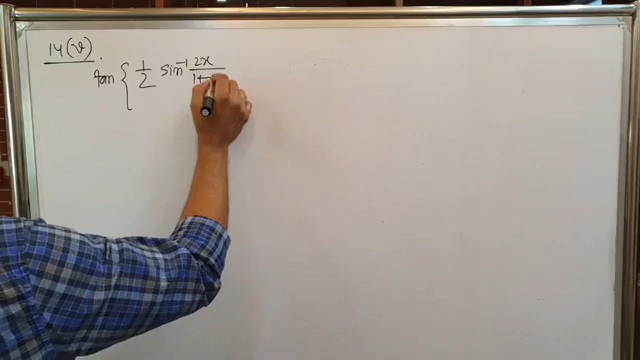 14(v).
tan { 1/2 sin⁻¹ 2x/1+